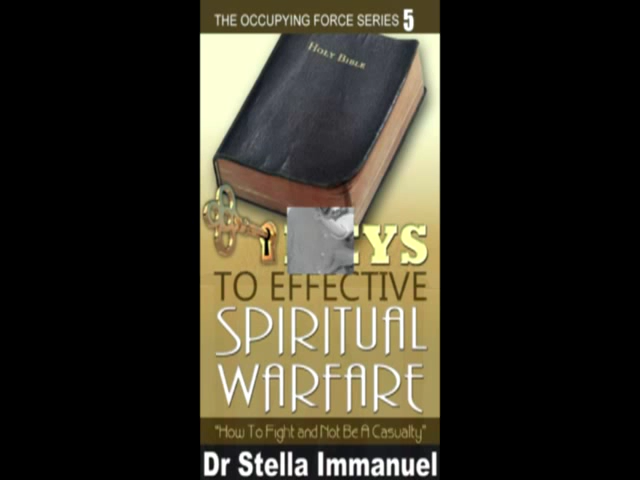 THE OCCUPYING FORCE SERIES 5
HOLY BIBLE
TO EFFECTIVE
SPIRITUAL
WARFARE
"How To Fight and Not Be A Casualty"
Dr Stella Immanuel